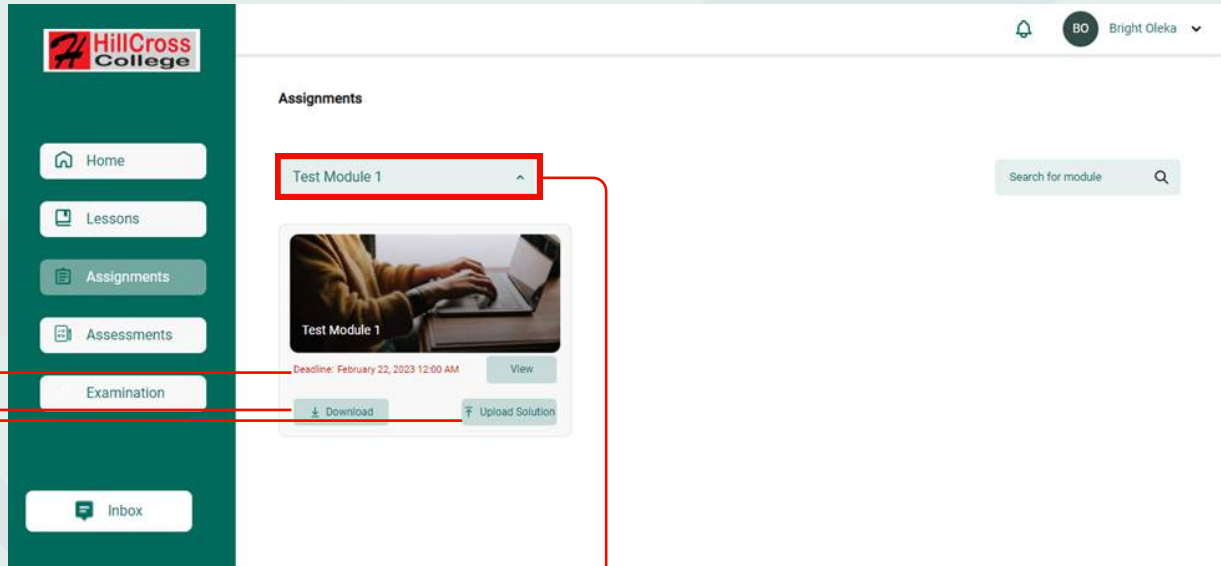 HillCross
College
BO Bright Oleka
Assignments
Home
Test Module 1
Search for module
Lessons
Assignments
Test Module 1
Assessments
Deadline: February 22, 2023 12:00 AM
View
Examination
Download
Upload Solution
Inbox